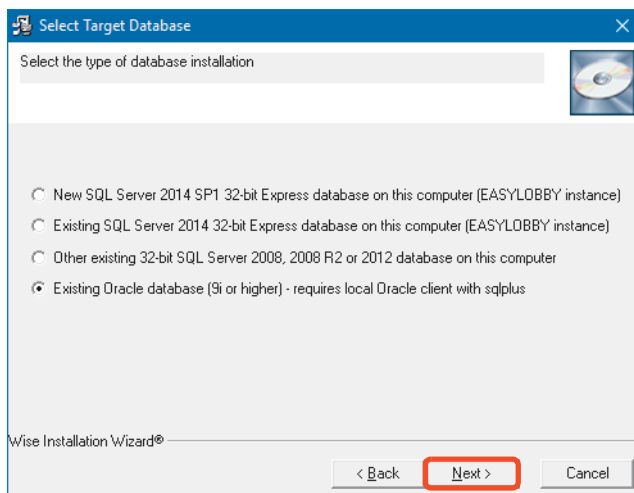 Select Target Database
Select the type of database installation
New SQL Server 2014 SP1 32-bit Express database on this computer (EASYLOBBY instance)
Existing SQL Server 2014 32-bit Express database on this computer (EASYLOBBY instance)
Other existing 32-bit SQL Server 2008, 2008 R2 or 2012 database on this computer
Existing Oracle database (9i or higher) - requires local Oracle client with sqlplus
Wise Installation Wizard®
< Back Next > Cancel